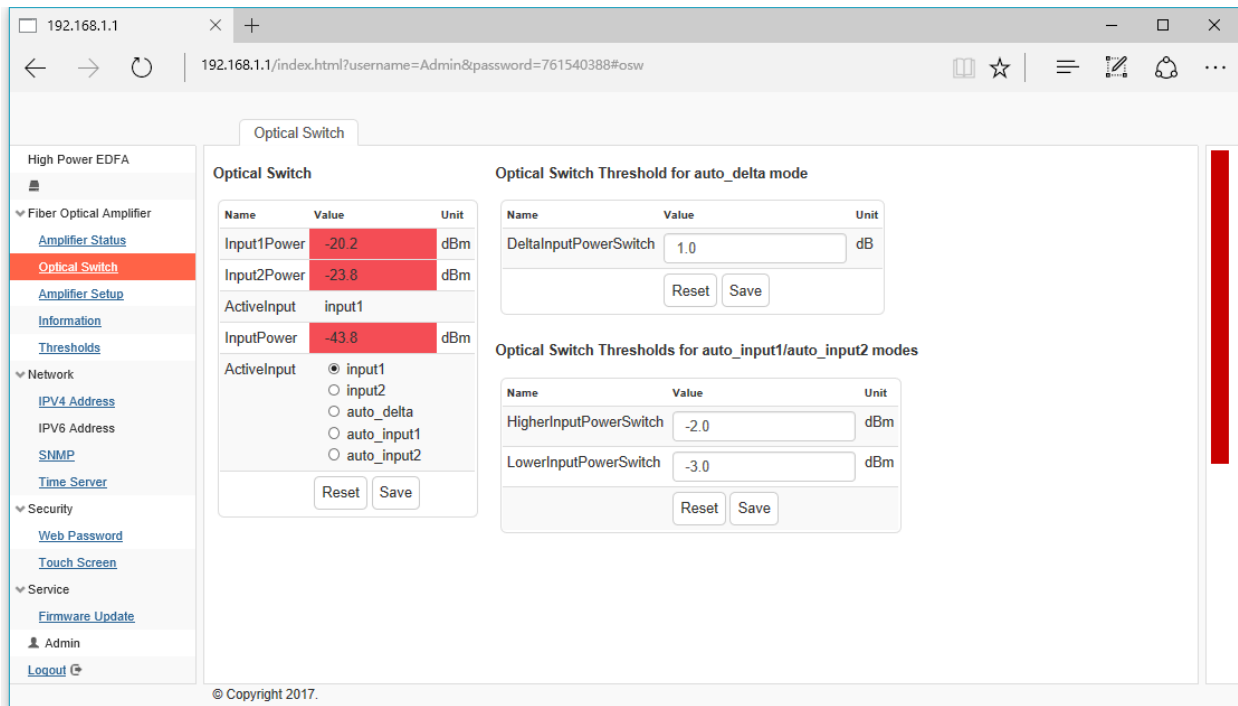 192.168.1.1
192.168.1.1/index.html?username=Admin&password=761540388#osw
Optical Switch
High Power EDFA
Fiber Optical Amplifier
Amplifier Status
Optical Switch
Amplifier Setup
Information
Thresholds
Network
IPV4 Address
IPV6 Address
SNMP
Time Server
Security
Web Password
Touch Screen
Service
Firmware Update
Admin
Logout
Optical Switch
Name Value Unit
Input1Power -20.2 dBm
Input2Power -23.8 dBm
ActiveInput input1
InputPower -43.8 dBm
ActiveInput input1
input2
auto_delta
auto_input1
auto_input2
Reset Save
Optical Switch Threshold for auto_delta mode
Name Value Unit
DeltaInputPowerSwitch 1.0 dB
Reset Save
Optical Switch Thresholds for auto_input1/auto_input2 modes
Name Value Unit
HigherInputPowerSwitch -2.0 dBm
LowerInputPowerSwitch -3.0 dBm
Reset Save
© Copyright 2017.